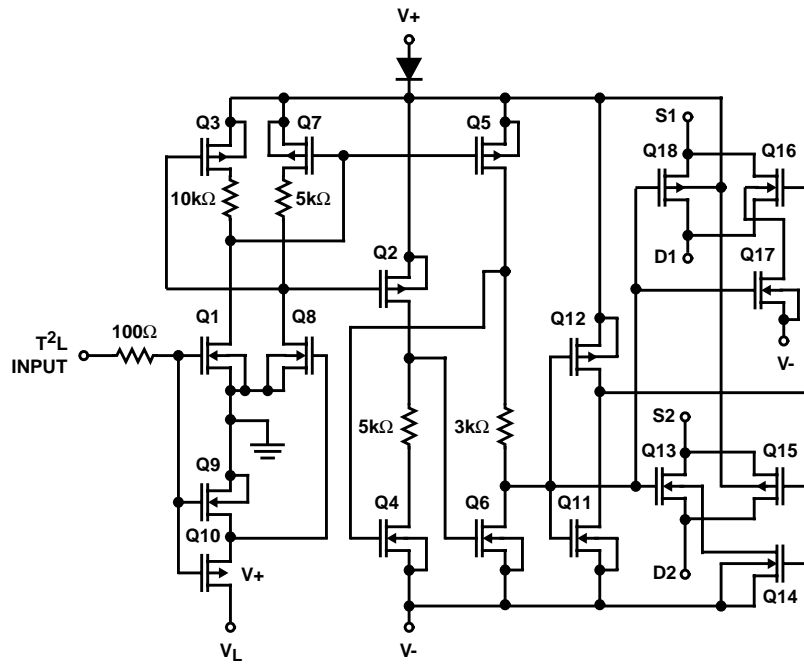 V+
Q3
Q7
Q5
S1
Q18
Q16
10kΩ
5kΩ
Q2
D1
Q17
Q1
Q8
Q12
T²L
INPUT
100Ω
V-
S2
5kΩ
3kΩ
Q13
Q15
Q9
Q4
Q6
Q11
Q10
V+
D2
Q14
VL
V-